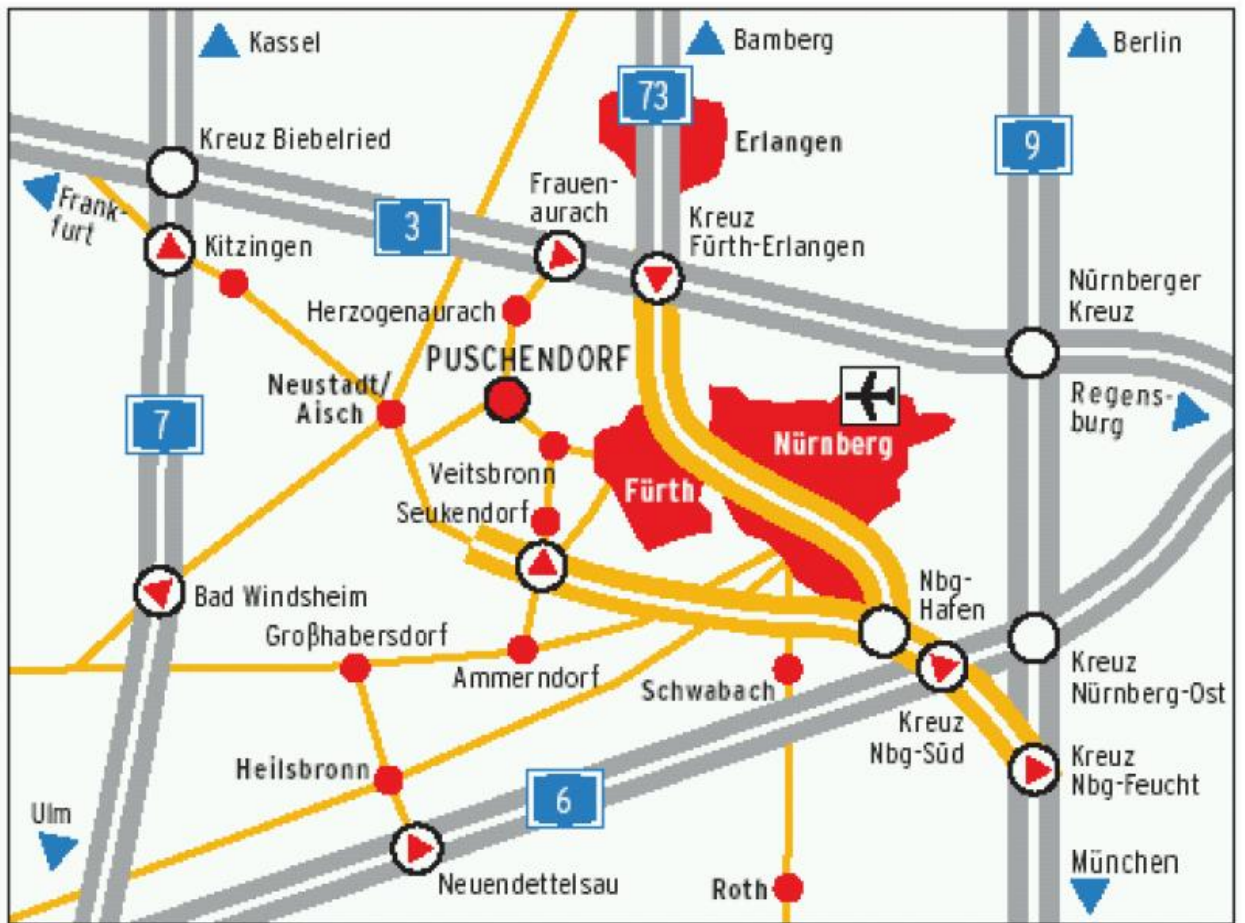 Kassel
Bamberg
Berlin
73
Kreuz Biebelried
Erlangen
9
Frank-
furt
Frauen-
aurach
3
Kreuz
Fürth-Erlangen
Kitzingen
Nürnberger
Kreuz
Herzogenaurach
PUSCHENDORF
Neustadt/
Aisch
Regens-
burg
7
Nürnberg
Veitsbronn
Fürth
Seukendorf
Nbg-
Hafen
Bad Windsheim
Großhabersdorf
Ammerndorf
Schwabach
Kreuz
Nürnberg-Ost
Kreuz
Nbg-Süd
Heilsbronn
Kreuz
Nbg-Feucht
6
Ulm
München
Neuendettelsau
Roth